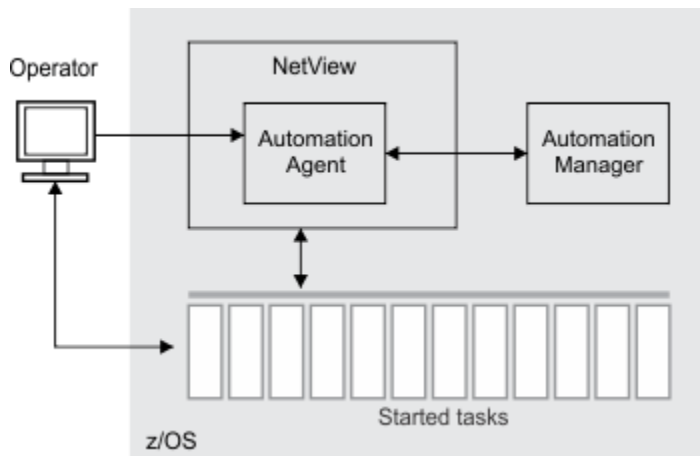 Operator
NetView
Automation
Agent
Automation
Manager
Started tasks
z/OS